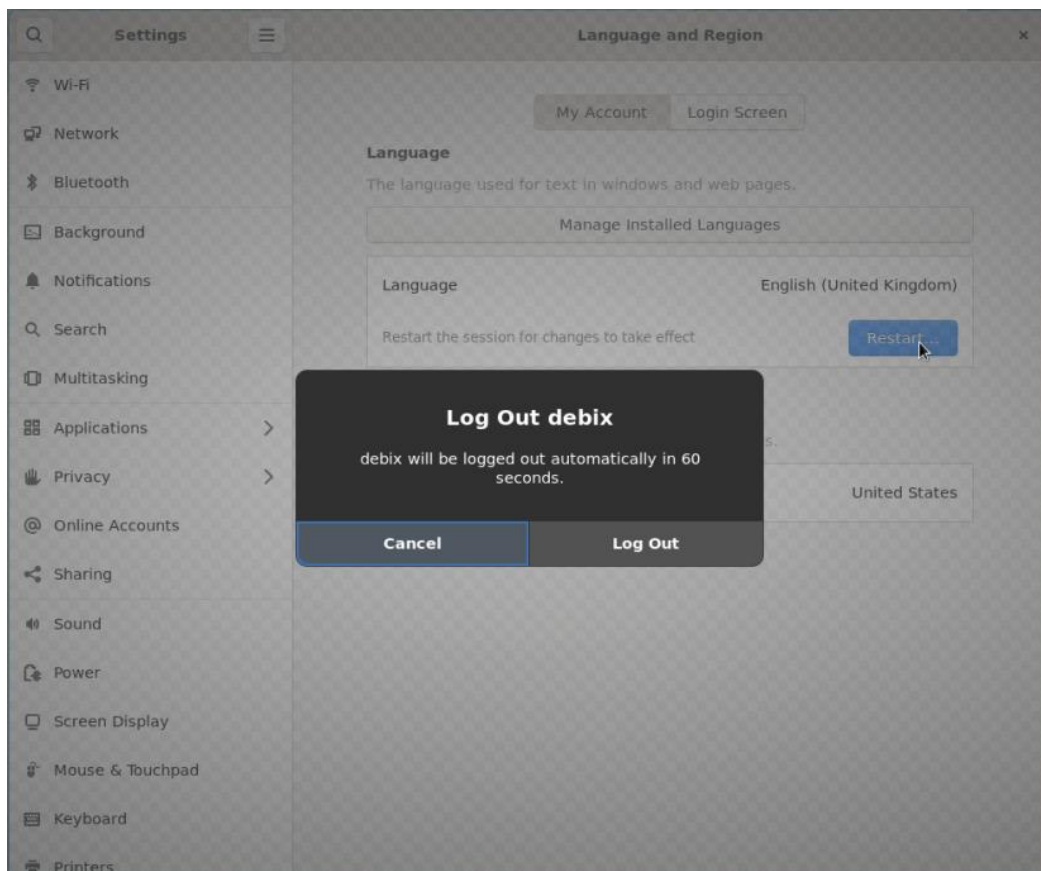 Settings
Language and Region
Wi-Fi
Network
Bluetooth
Background
Notifications
Search
Multitasking
Applications
Privacy
Online Accounts
Sharing
Sound
Power
Screen Display
Mouse & Touchpad
Keyboard
Printers
My Account Login Screen
Language
The language used for text in windows and web pages.
Manage Installed Languages
Language English (United Kingdom)
Restart the session for changes to take effect Restart...
s.
United States
Log Out debix
debix will be logged out automatically in 60
seconds.
Cancel Log Out